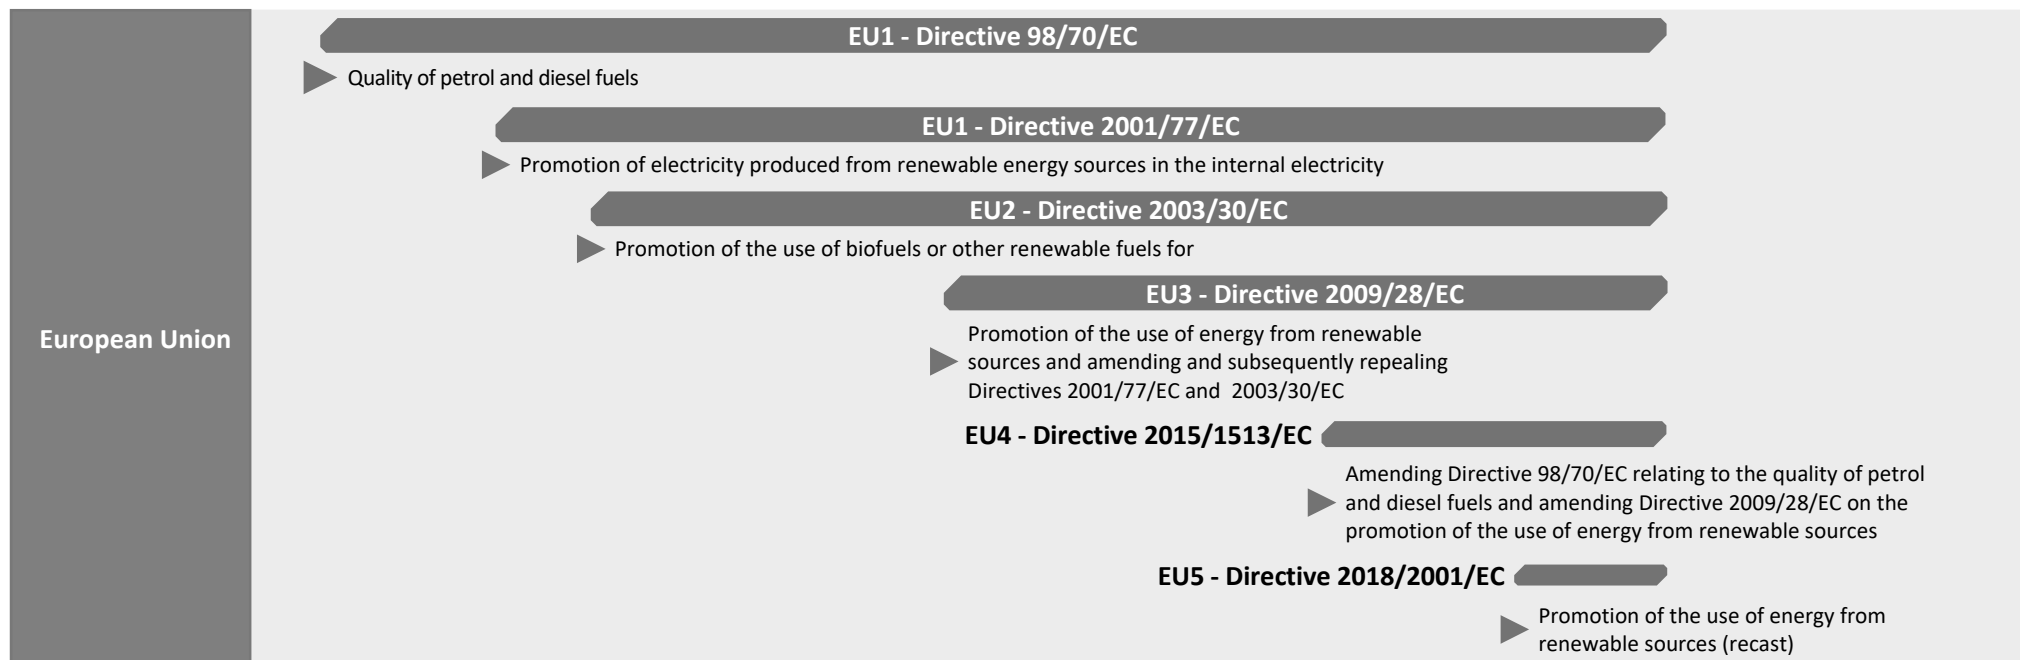 EU1 - Directive 98/70/EC
Quality of petrol and diesel fuels
EU1 - Directive 2001/77/EC
Promotion of electricity produced from renewable energy sources in the internal electricity
EU2 - Directive 2003/30/EC
Promotion of the use of biofuels or other renewable fuels for
EU3 - Directive 2009/28/EC
European Union
Promotion of the use of energy from renewable
sources and amending and subsequently repealing
Directives 2001/77/EC and 2003/30/EC
EU4 - Directive 2015/1513/EC
Amending Directive 98/70/EC relating to the quality of petrol
and diesel fuels and amending Directive 2009/28/EC on the
promotion of the use of energy from renewable sources
EU5 - Directive 2018/2001/EC
Promotion of the use of energy from
renewable sources (recast)